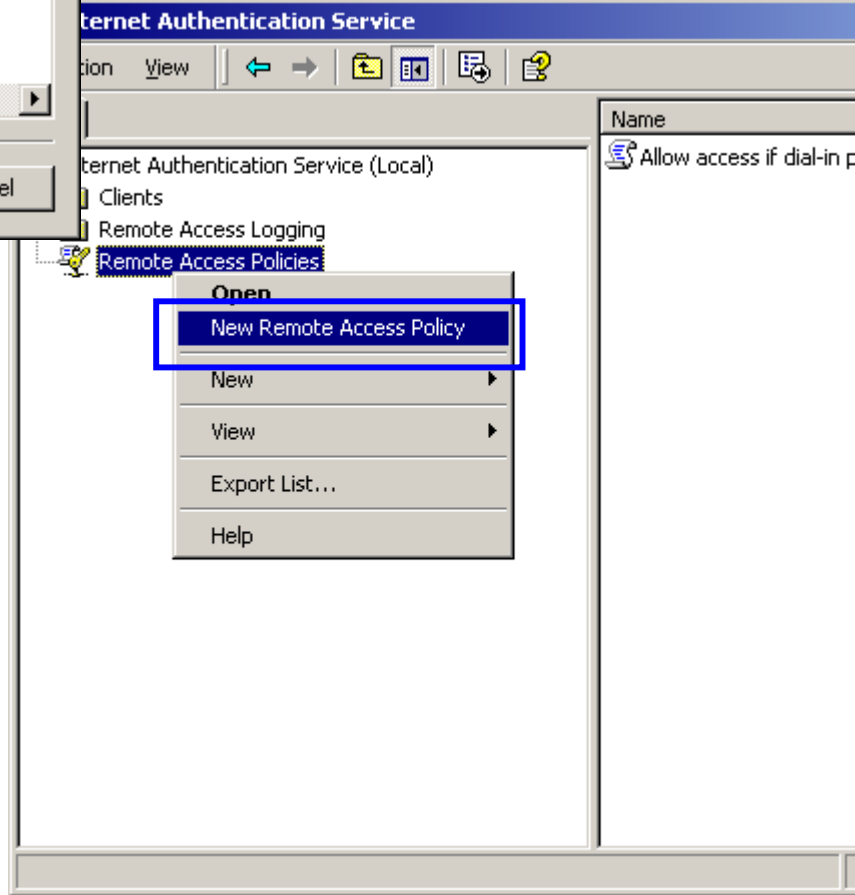 ternet Authentication Service
tion View
el
Name
ternet Authentication Service (Local)
Allow access if dial-in p
Clients
Remote Access Logging
Remote Access Policies
Open
New Remote Access Policy
New
View
Export List...
Help